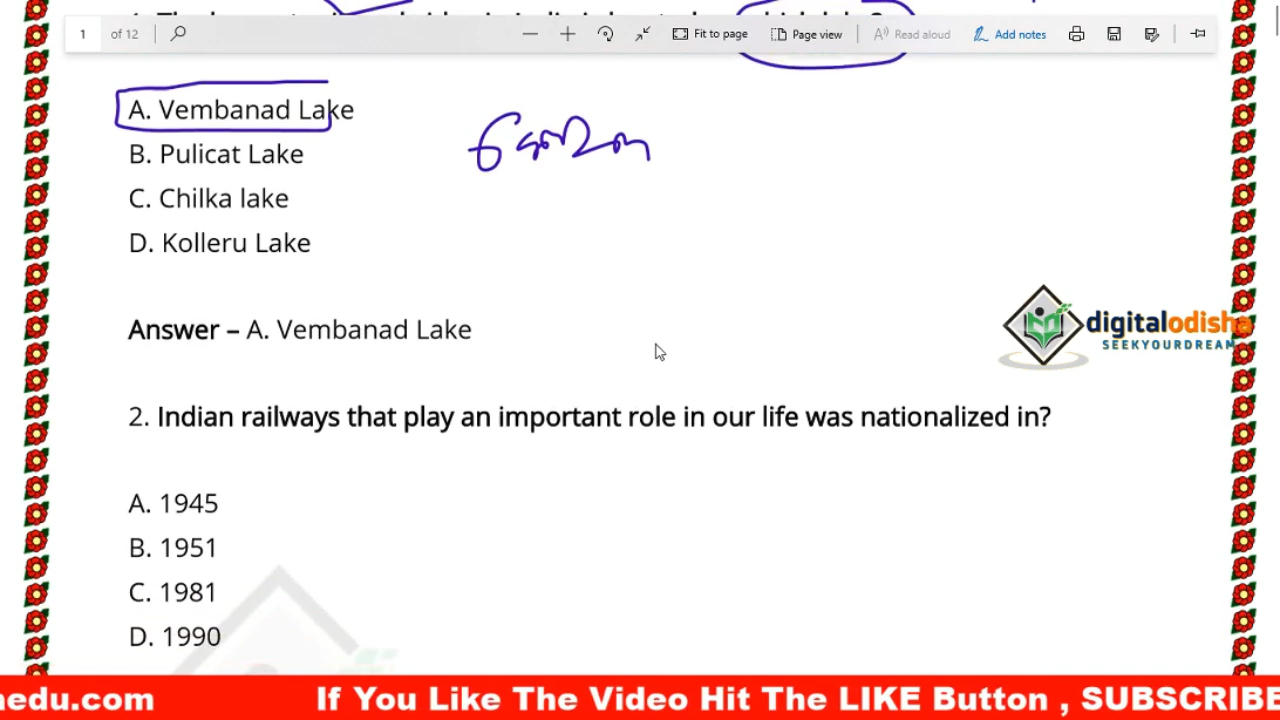 1 of 12 Fit to page Page view Read aloud Add notes
A. Vembanad Lake
B. Pulicat Lake
C. Chilka lake
D. Kolleru Lake
Answer – A. Vembanad Lake
digitalodisha
SEEKYOURDREAM
2. Indian railways that play an important role in our life was nationalized in?
A. 1945
B. 1951
C. 1981
D. 1990
nedu.com If You Like The Video Hit The LIKE Button , SUBSCRIBE